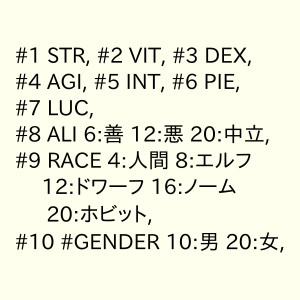 #1 STR, #2 VIT, #3 DEX,
#4 AGI, #5 INT, #6 PIE,
#7 LUC,
#8 ALI 6:善 12:悪 20:中立,
#9 RACE 4:人間 8:エルフ
12:ドワーフ 16:ノーム
20:ホビット,
#10 #GENDER 10:男 20:女,